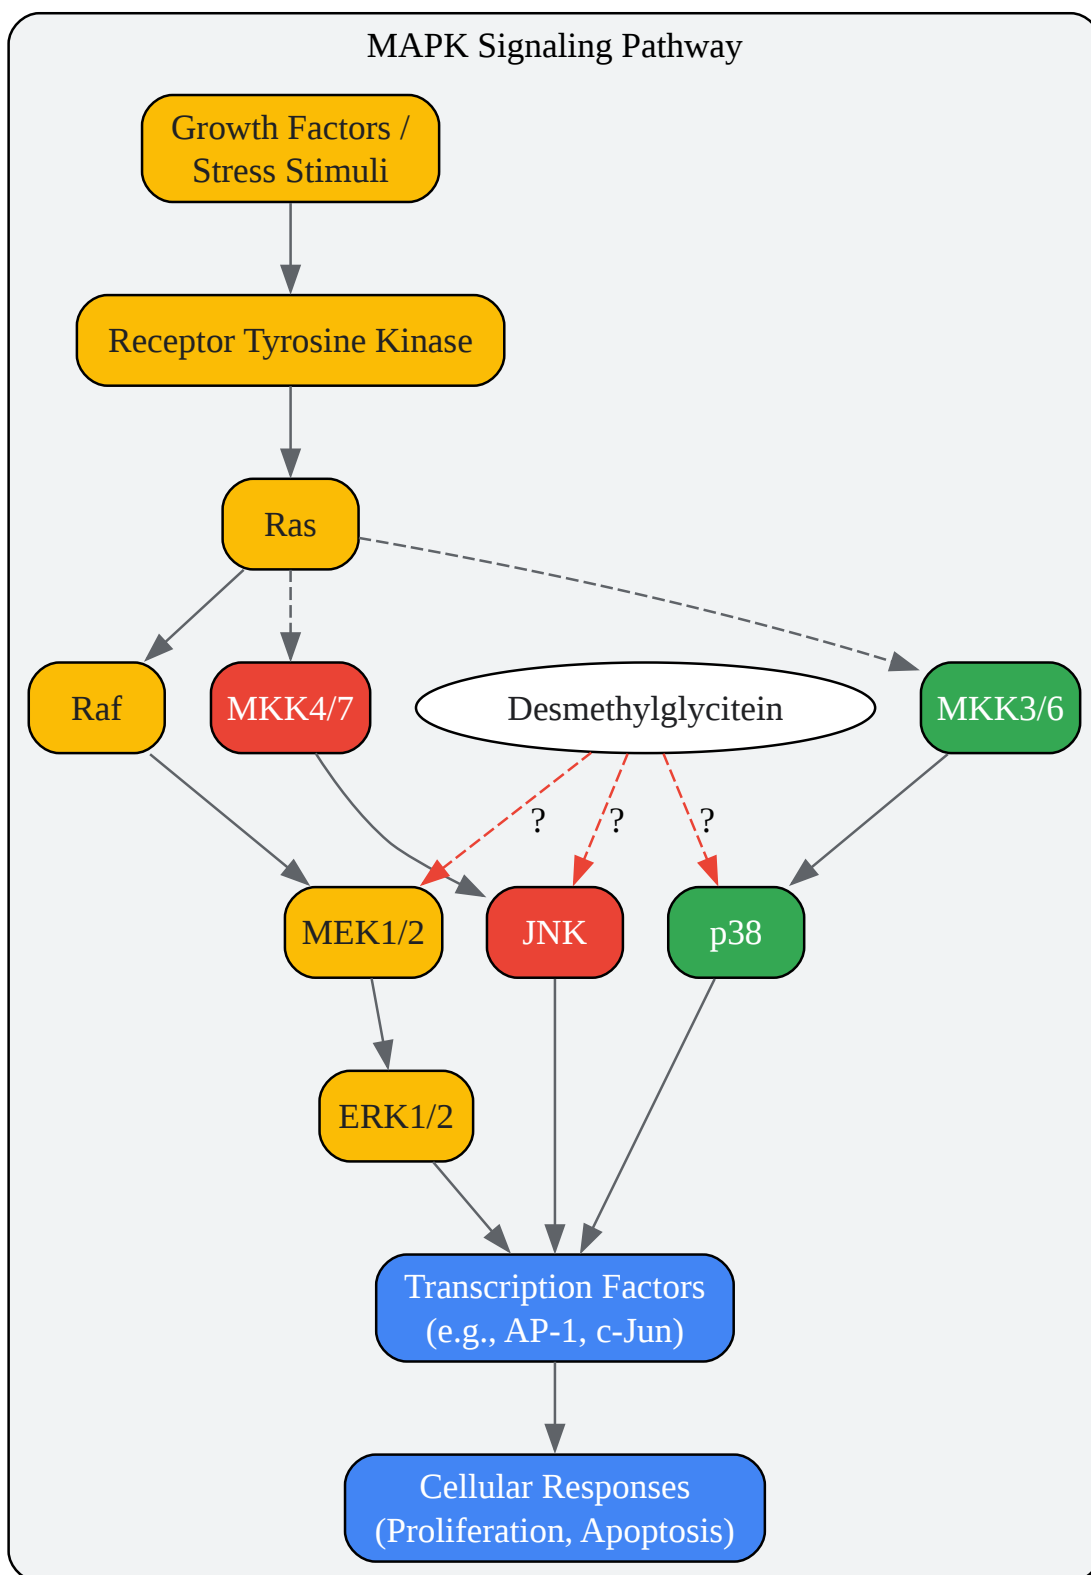 MAPK Signaling Pathway
Growth Factors /
Stress Stimuli
Receptor Tyrosine Kinase
Ras
Raf
MKK4/7
Desmethylglycitein
MKK3/6
?
?
?
MEK1/2
JNK
p38
ERK1/2
Transcription Factors
(e.g., AP-1, c-Jun)
Cellular Responses
(Proliferation, Apoptosis)